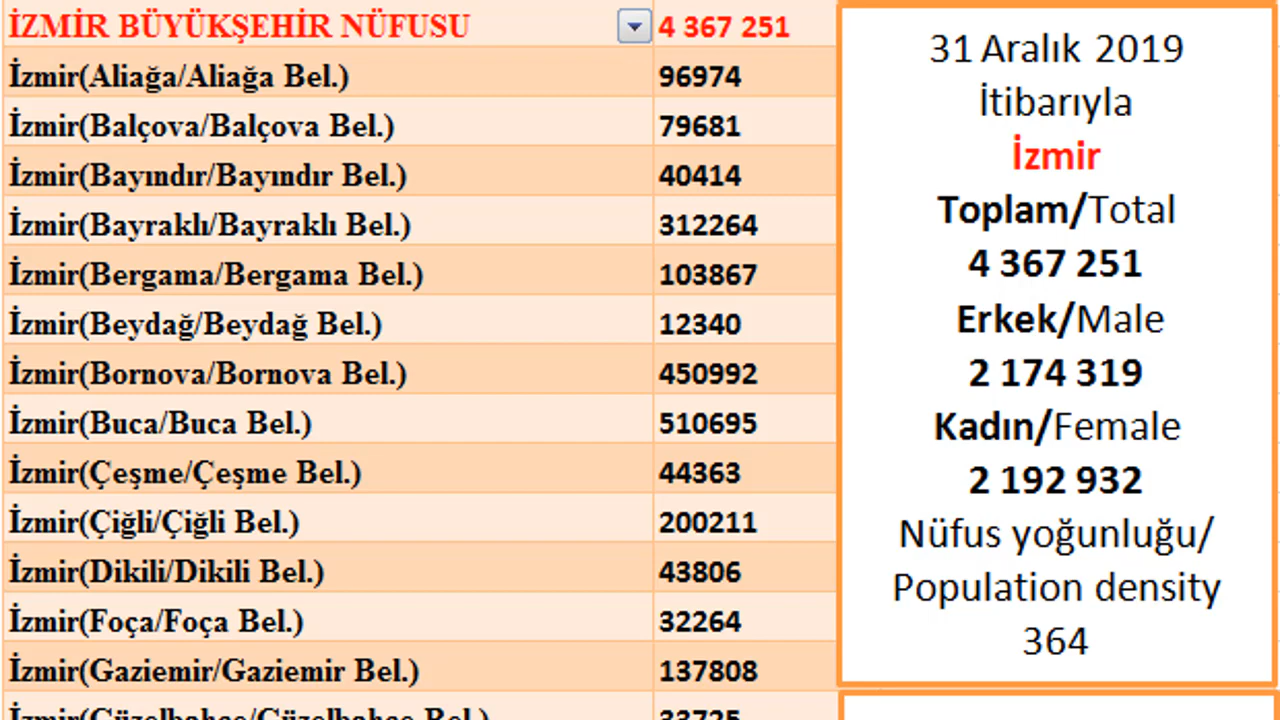 İZMİR BÜYÜKŞEHİR NÜFUSU 4 367 251
İzmir(Aliağa/Aliağa Bel.) 96974
İzmir(Balçova/Balçova Bel.) 79681
İzmir(Bayındır/Bayındır Bel.) 40414
İzmir(Bayraklı/Bayraklı Bel.) 312264
İzmir(Bergama/Bergama Bel.) 103867
İzmir(Beydağ/Beydağ Bel.) 12340
İzmir(Bornova/Bornova Bel.) 450992
İzmir(Buca/Buca Bel.) 510695
İzmir(Çeşme/Çeşme Bel.) 44363
İzmir(Çiğli/Çiğli Bel.) 200211
İzmir(Dikili/Dikili Bel.) 43806
İzmir(Foça/Foça Bel.) 32264
İzmir(Gaziemir/Gaziemir Bel.) 137808
İzmir(Güzelbahçe/Güzelbahçe Bel.) 33725
31 Aralık 2019
İtibarıyla
İzmir
Toplam/Total
4 367 251
Erkek/Male
2 174 319
Kadın/Female
2 192 932
Nüfus yoğunluğu/
Population density
364